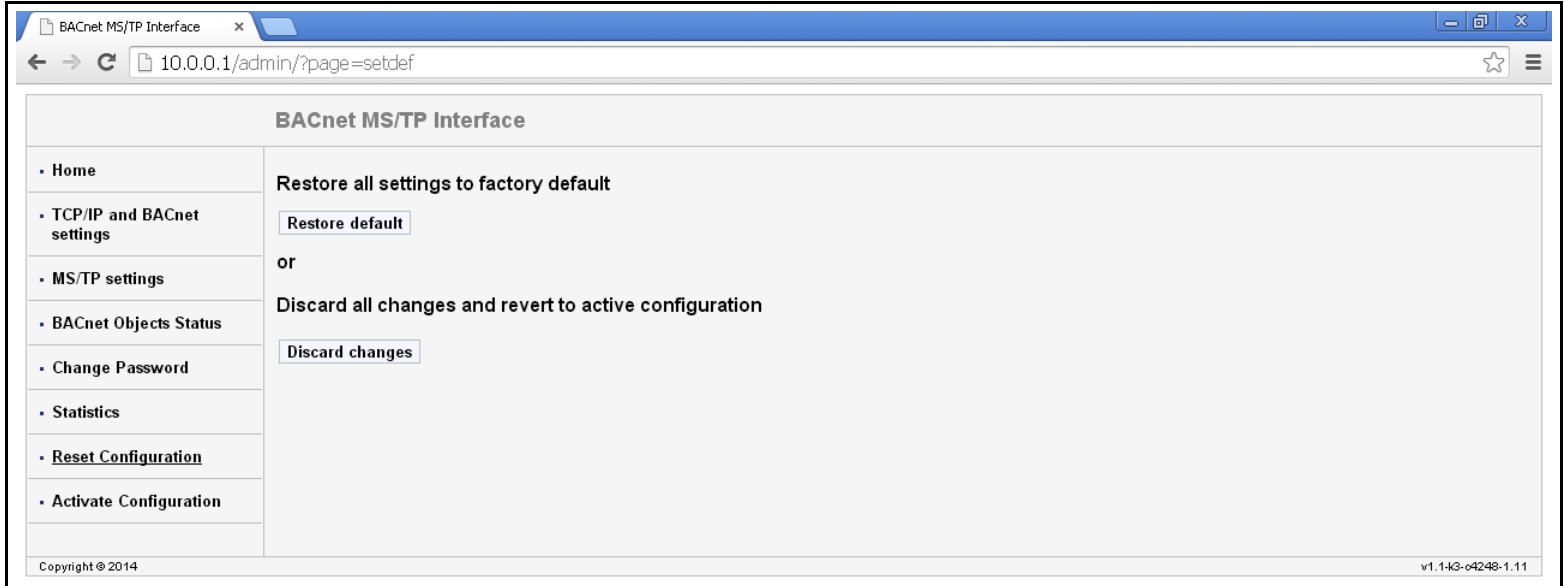 BACnet MS/TP Interface
10.0.0.1/admin/?page=setdef
BACnet MS/TP Interface
Home
TCP/IP and BACnet
settings
MS/TP settings
BACnet Objects Status
Change Password
Statistics
Reset Configuration
Activate Configuration
Restore all settings to factory default
Restore default
or
Discard all changes and revert to active configuration
Discard changes
Copyright © 2014
v1.1-k3-c4248-1.11